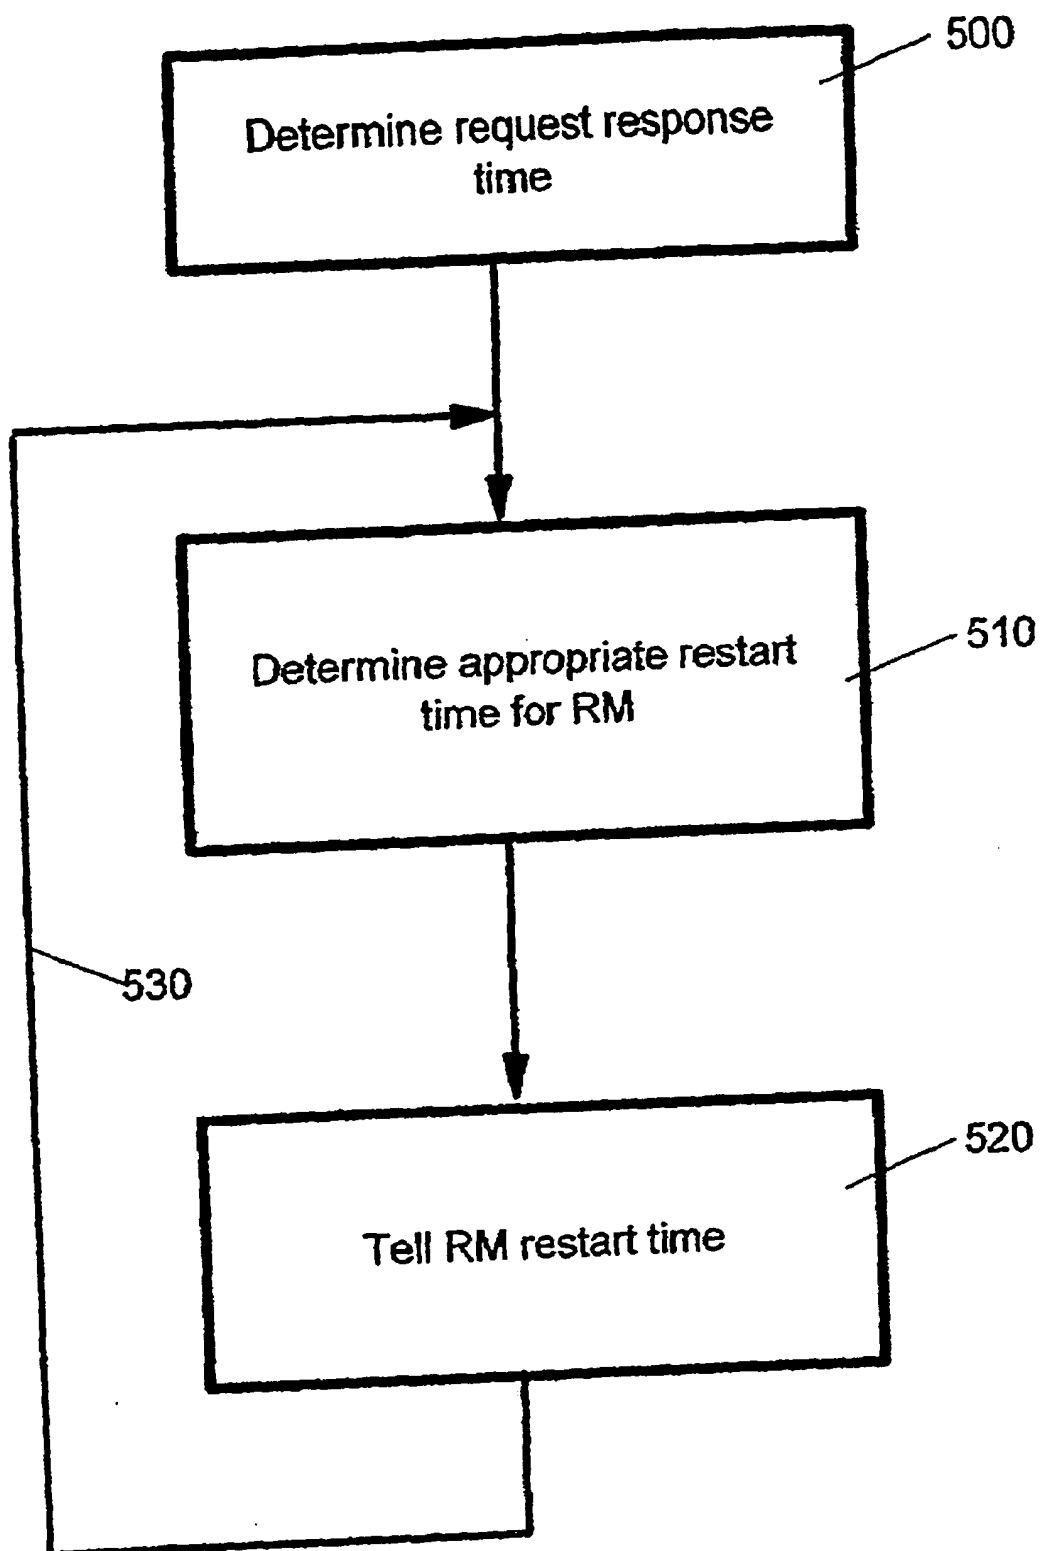 500
Determine request response
time
510
Determine appropriate restart
time for RM
530
520
Tell RM restart time